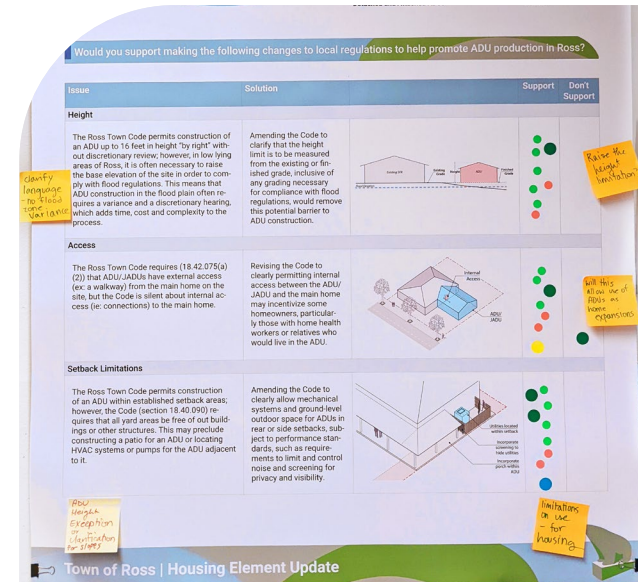 Would you support making the following changes to local regulations to help promote ADU production in Ross?
Issue
Solution
Support
Don't
Support
Height
The Ross Town Code permits construction of
an ADU up to 16 feet in height "by right" with-
out discretionary review; however, in low lying
areas of Ross, it is often necessary to raise
the base elevation of the site in order to com-
ply with flood regulations. This means that
ADU construction in the flood plain often re-
quires a variance and a discretionary hearing,
which adds time, cost and complexity to the
process.
Amending the Code to
clarify that the height
limit is to be measured
from the existing or fin-
ished grade, inclusive of
any grading necessary
for compliance with flood
regulations, would remove
this potential barrier to
ADU construction.
Existing
Grade
Height
Finished
Grade
clarify
language
- no flood
zone
variance
Raise the
height
limitation?
Access
The Ross Town Code requires (18.42.075(a)
(2)) that ADU/JADUs have external access
(ex: a walkway) from the main home on the
site, but the Code is silent about internal ac-
cess (ie: connections) to the main home.
Revising the Code to
clearly permitting internal
access between the ADU/
JADU and the main home
may incentivize some
homeowners, particular-
ly those with home health
workers or relatives who
would live in the ADU.
Internal
Access
ADU/
JADU
will this
allow use of
ADUs as
home
expansions
Setback Limitations
The Ross Town Code permits construction
of an ADU within established setback areas;
however, the Code (section 18.40.090) re-
quires that all yard areas be free of out build-
ings or other structures. This may preclude
constructing a patio for an ADU or locating
HVAC systems or pumps for the ADU adjacent
to it.
Amending the Code to
clearly allow mechanical
systems and ground-level
outdoor space for ADUs in
rear or side setbacks, sub-
ject to performance stan-
dards, such as require-
ments to limit and control
noise and screening for
privacy and visibility.
Utilities located
within setback
Incorporate
screening to
hide utilities
Incorporate
porch within
ADU
ADU
Height
Exception
or
clarification
for slopes
limitations
on use
- for
housing
Town of Ross | Housing Element Update